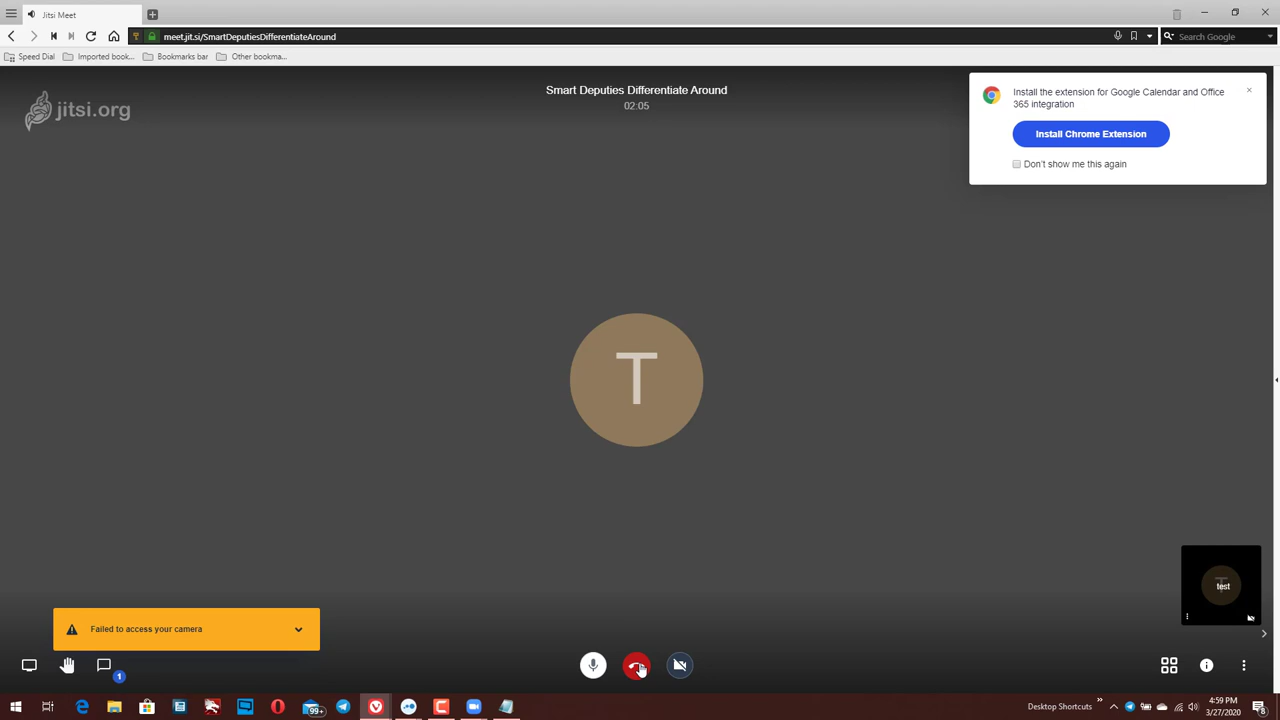 Jitsi Meet
meet.jit.si/SmartDeputiesDifferentiateAround
Search Google
Speed Dial
Imported book...
Bookmarks bar
Other bookma...
jitsi.org
Smart Deputies Differentiate Around
02:05
Install the extension for Google Calendar and Office
365 integration
Install Chrome Extension
Don't show me this again
T
test
Failed to access your camera
1
99+
Desktop Shortcuts
4:59 PM
3/27/2020
8